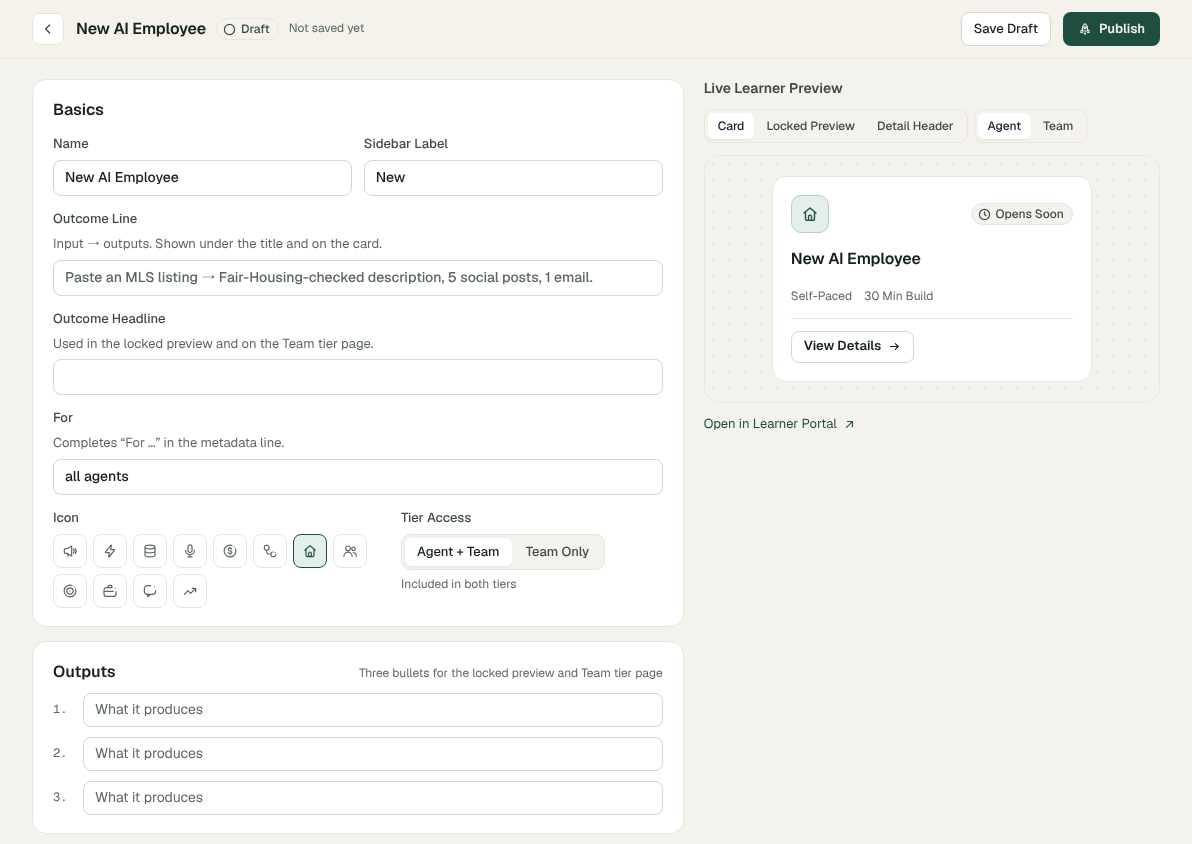 New AI Employee Draft Not saved yet Save Draft Publish
Basics
Name Sidebar Label
New AI Employee New
Outcome Line
Input → outputs. Shown under the title and on the card.
Paste an MLS listing → Fair-Housing-checked description, 5 social posts, 1 email.
Outcome Headline
Used in the locked preview and on the Team tier page.
For
Completes “For …” in the metadata line.
all agents
Icon Tier Access
Agent + Team Team Only
Included in both tiers
Outputs Three bullets for the locked preview and Team tier page
1. What it produces
2. What it produces
3. What it produces
Live Learner Preview
Card Locked Preview Detail Header Agent Team
Opens Soon
New AI Employee
Self-Paced 30 Min Build
View Details →
Open in Learner Portal ↗